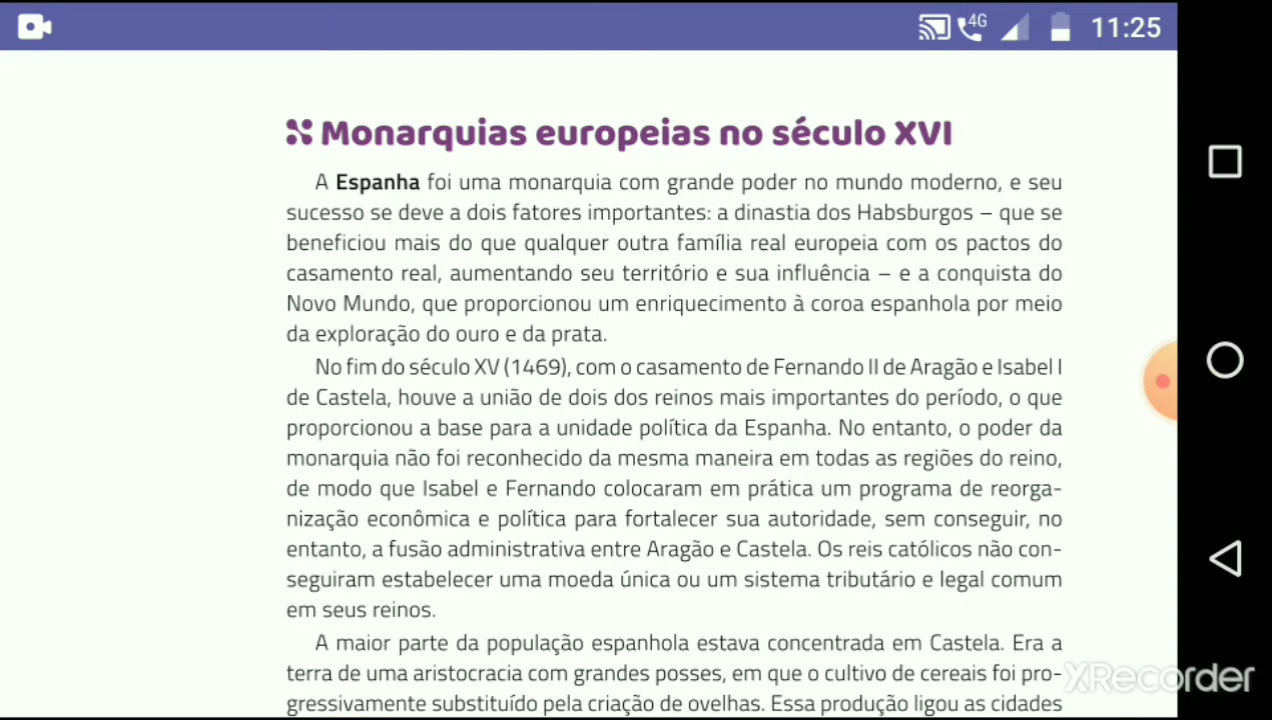 4G
11:25
Monarquias europeias no século XVI
A Espanha foi uma monarquia com grande poder no mundo moderno, e seu
sucesso se deve a dois fatores importantes: a dinastia dos Habsburgos – que se
beneficiou mais do que qualquer outra família real europeia com os pactos do
casamento real, aumentando seu território e sua influência – e a conquista do
Novo Mundo, que proporcionou um enriquecimento à coroa espanhola por meio
da exploração do ouro e da prata.
No fim do século XV (1469), com o casamento de Fernando II de Aragão e Isabel I
de Castela, houve a união de dois dos reinos mais importantes do período, o que
proporcionou a base para a unidade política da Espanha. No entanto, o poder da
monarquia não foi reconhecido da mesma maneira em todas as regiões do reino,
de modo que Isabel e Fernando colocaram em prática um programa de reorga-
nização econômica e política para fortalecer sua autoridade, sem conseguir, no
entanto, a fusão administrativa entre Aragão e Castela. Os reis católicos não con-
seguiram estabelecer uma moeda única ou um sistema tributário e legal comum
em seus reinos.
A maior parte da população espanhola estava concentrada em Castela. Era a
terra de uma aristocracia com grandes posses, em que o cultivo de cereais foi pro-
gressivamente substituído pela criação de ovelhas. Essa produção ligou as cidades
XRecorder